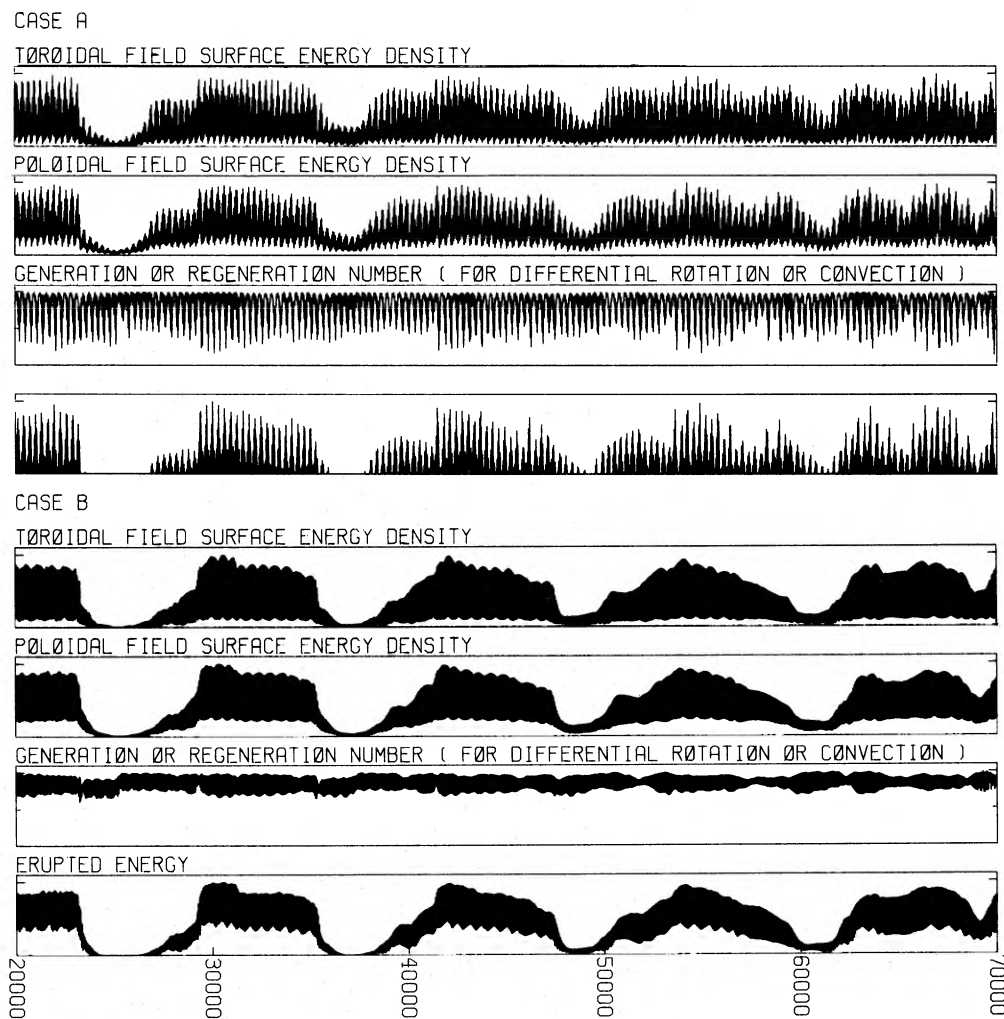 CASE A
TØRØIDAL FIELD SURFACE ENERGY DENSITY
PØLØIDAL FIELD SURFACE ENERGY DENSITY
GENERATIØN ØR REGENERATIØN NUMBER ( FØR DIFFERENTIAL RØTATIØN ØR CØNVECTIØN )
CASE B
TØRØIDAL FIELD SURFACE ENERGY DENSITY
PØLØIDAL FIELD SURFACE ENERGY DENSITY
GENERATIØN ØR REGENERATIØN NUMBER ( FØR DIFFERENTIAL RØTATIØN ØR CØNVECTIØN )
ERUPTED ENERGY
20000 30000 40000 50000 60000 70000